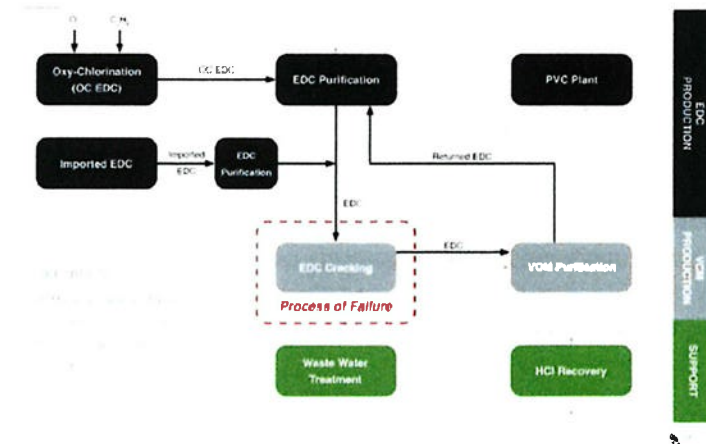 Oxy-Chlorination
(OC EDC)
OC EDC
EDC Purification
PVC Plant
Imported EDC
Imported
EDC
EDC
Purification
Returned EDC
EDC
EDC Cracking
Process of Failure
EDC
VCM Purification
Waste Water
Treatment
HCl Recovery
EDC
PRODUCTION
VCM
PRODUCTION
SUPPORT